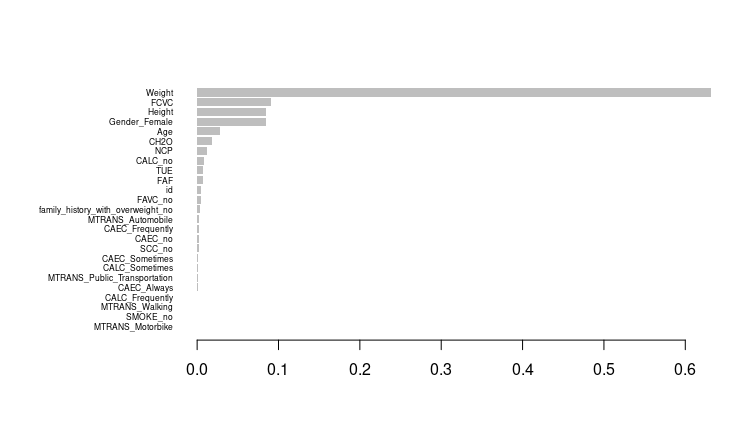 Weight
FCVC
Height
Gender_Female
Age
CH2O
NCP
CALC_no
TUE
FAF
id
FAVC_no
family_history_with_overweight_no
MTRANS_Automobile
CAEC_Frequently
CAEC_no
SCC_no
CAEC_Sometimes
CALC_Sometimes
MTRANS_Public_Transportation
CAEC_Always
CALC_Frequently
MTRANS_Walking
SMOKE_no
MTRANS_Motorbike
0.0 0.1 0.2 0.3 0.4 0.5 0.6